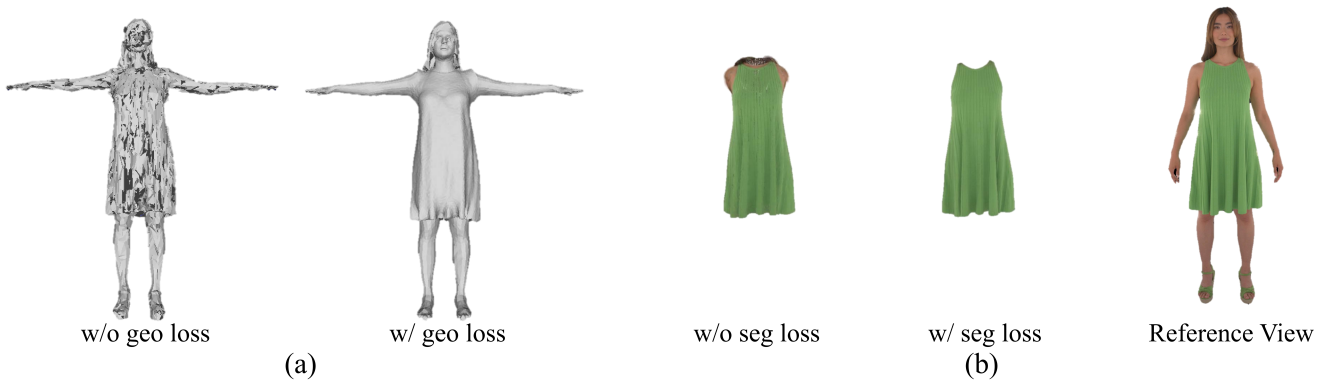 w/o geo loss
w/ geo loss
w/o seg loss
w/ seg loss
Reference View
(a)
(b)